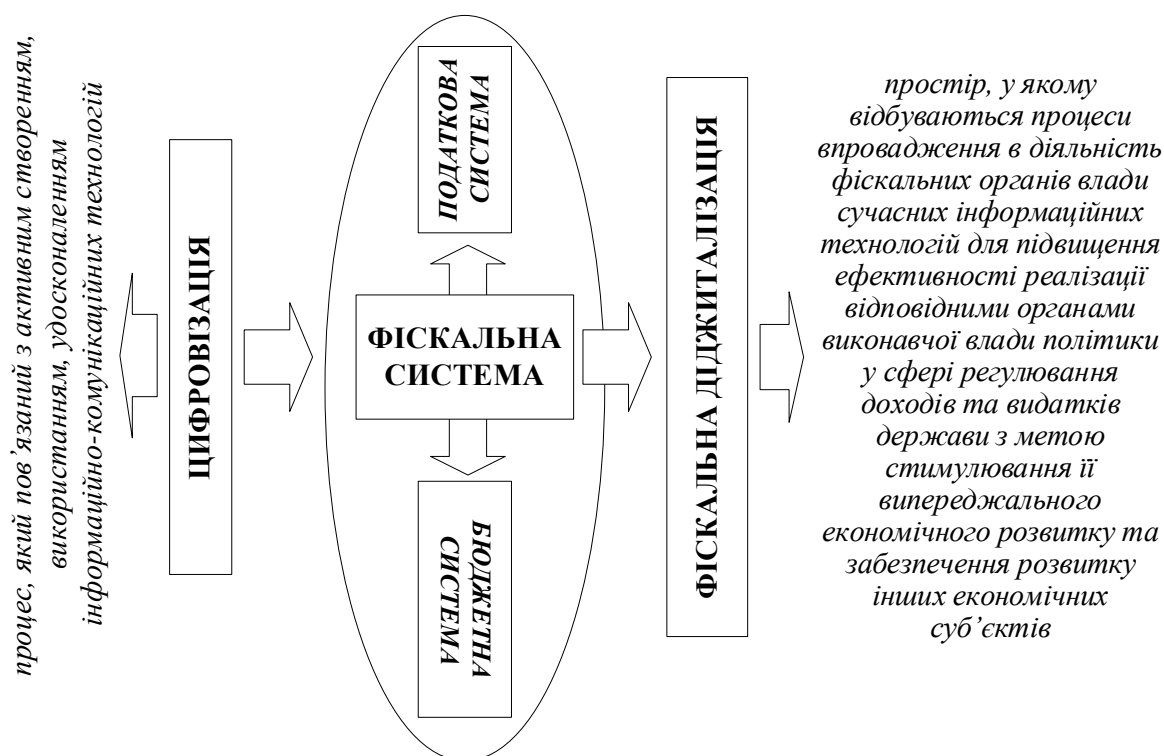 процес, який пов’язаний з активним створенням,
використанням, удосконаленням
інформаційно-комунікаційних технологій
ЦИФРОВІЗАЦІЯ
ПОДАТКОВА
СИСТЕМА
ФІСКАЛЬНА
СИСТЕМА
БЮДЖЕТНА
СИСТЕМА
ФІСКАЛЬНА ДІДЖИТАЛІЗАЦІЯ
простір, у якому
відбуваються процеси
впровадження в діяльність
фіскальних органів влади
сучасних інформаційних
технологій для підвищення
ефективності реалізації
відповідними органами
виконавчої влади політики
у сфері регулювання
доходів та видатків
держави з метою
стимулювання її
випереджального
економічного розвитку та
забезпечення розвитку
інших економічних
суб’єктів